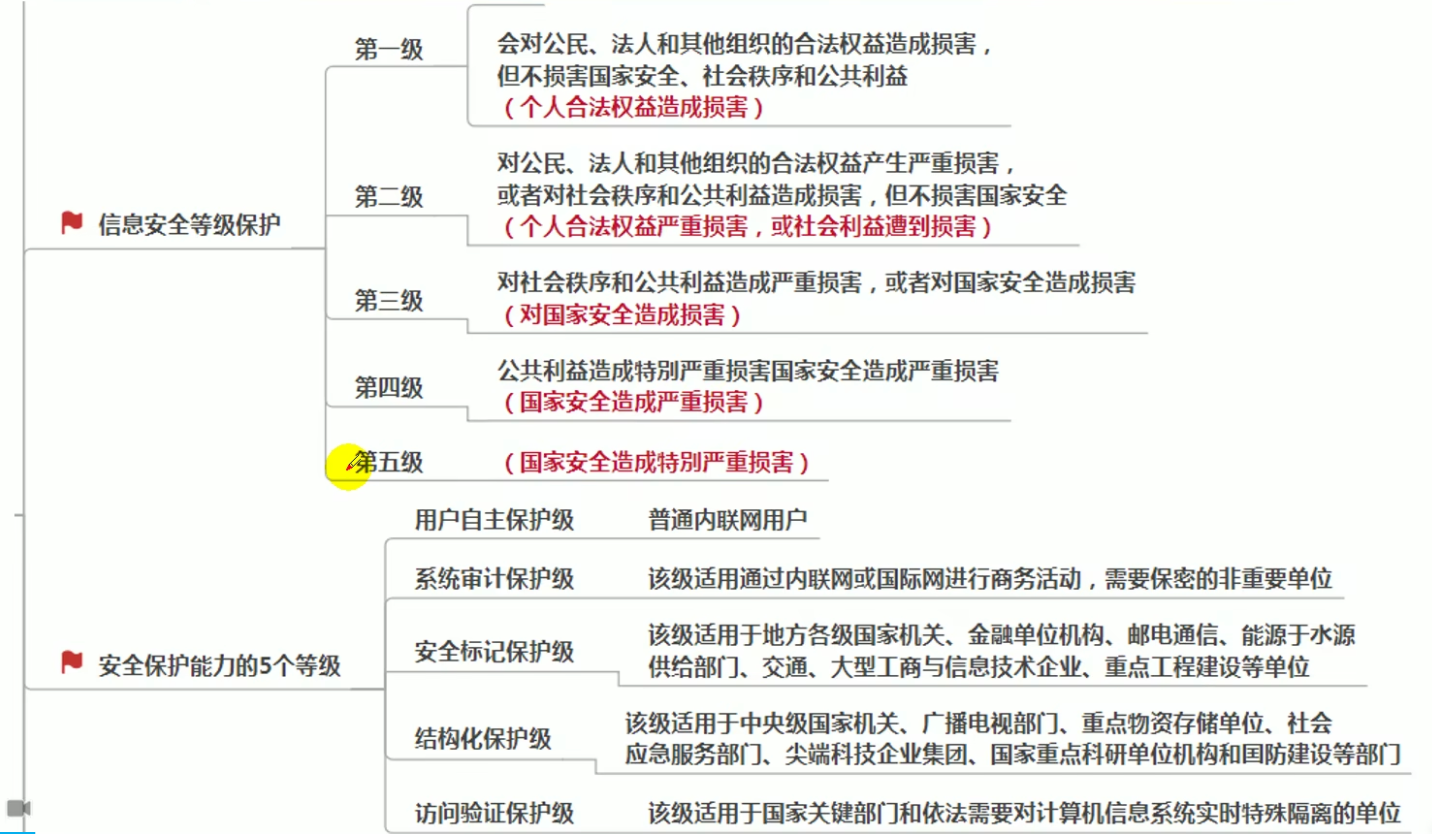 信息安全等级保护
第一级
会对公民、法人和其他组织的合法权益造成损害，
但不损害国家安全、社会秩序和公共利益
（个人合法权益造成损害）
第二级
对公民、法人和其他组织的合法权益产生严重损害，
或者对社会秩序和公共利益造成损害，但不损害国家安全
（个人合法权益严重损害，或社会利益遭到损害）
第三级
对社会秩序和公共利益造成严重损害，或者对国家安全造成损害
（对国家安全造成损害）
第四级
公共利益造成特别严重损害国家安全造成严重损害
（国家安全造成严重损害）
第五级
（国家安全造成特别严重损害）
安全保护能力的5个等级
用户自主保护级
普通内联网用户
系统审计保护级
该级适用通过内联网或国际网进行商务活动，需要保密的非重要单位
安全标记保护级
该级适用于地方各级国家机关、金融单位机构、邮电通信、能源于水源
供给部门、交通、大型工商与信息技术企业、重点工程建设等单位
结构化保护级
该级适用于中央级国家机关、广播电视部门、重点物资存储单位、社会
应急服务部门、尖端科技企业集团、国家重点科研单位机构和国防建设等部门
访问验证保护级
该级适用于国家关键部门和依法需要对计算机信息系统实时特殊隔离的单位